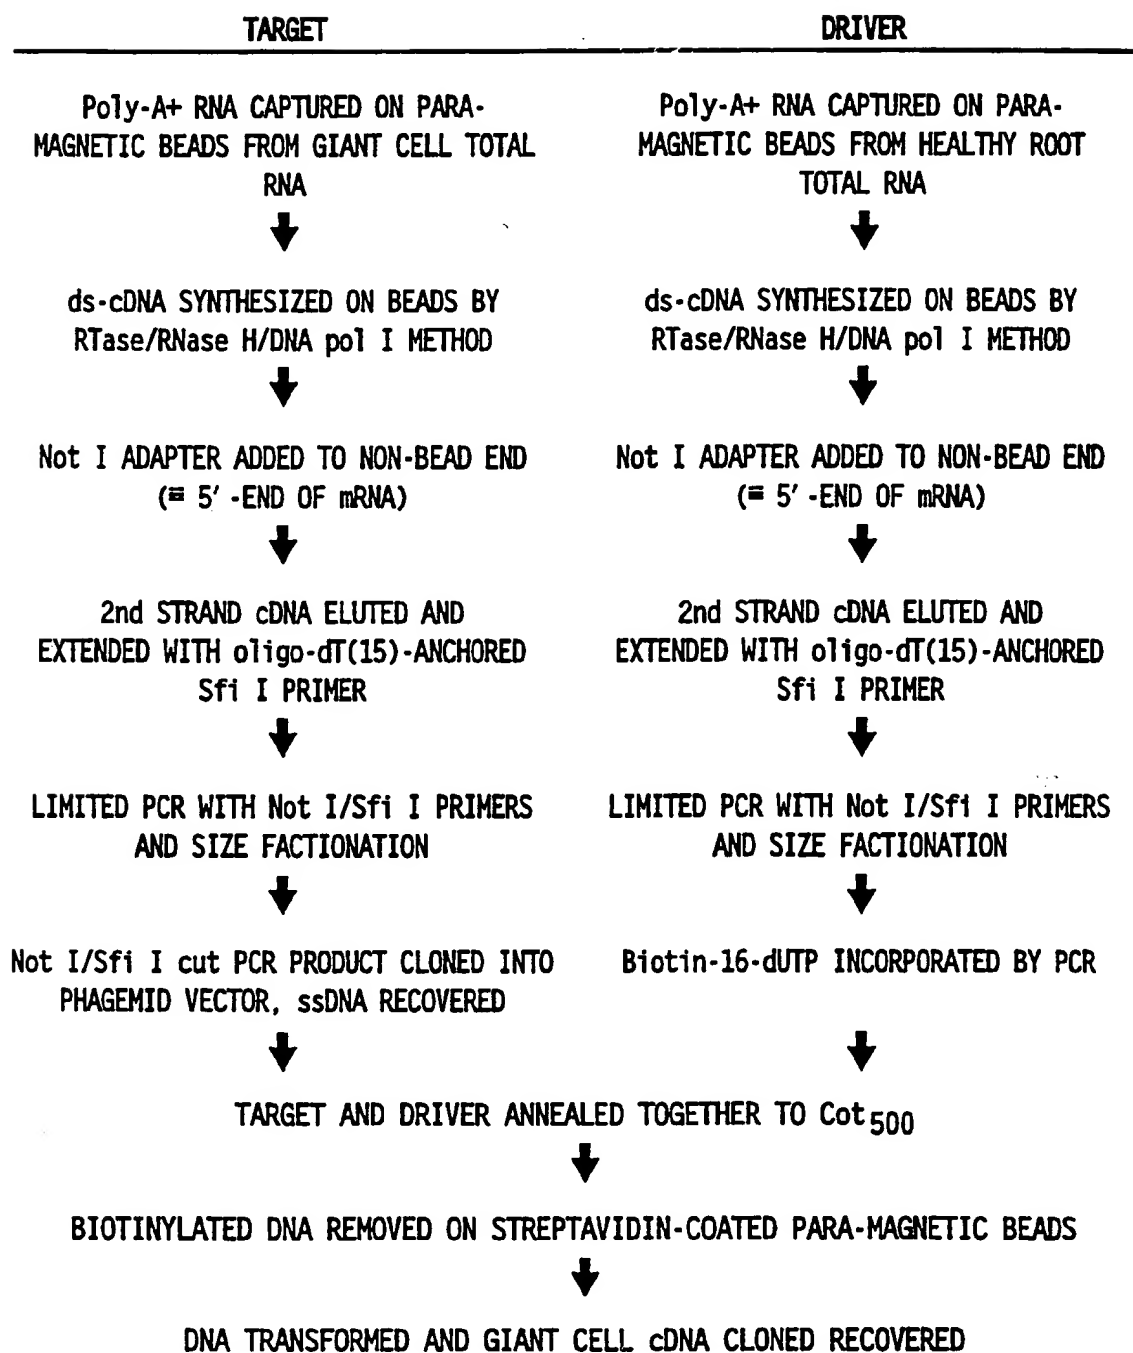 TARGET
DRIVER
Poly-A+ RNA CAPTURED ON PARA-
MAGNETIC BEADS FROM GIANT CELL TOTAL
RNA
Poly-A+ RNA CAPTURED ON PARA-
MAGNETIC BEADS FROM HEALTHY ROOT
TOTAL RNA
ds-cDNA SYNTHESIZED ON BEADS BY
RTase/RNase H/DNA pol I METHOD
ds-cDNA SYNTHESIZED ON BEADS BY
RTase/RNase H/DNA pol I METHOD
Not I ADAPTER ADDED TO NON-BEAD END
(≡ 5' -END OF mRNA)
Not I ADAPTER ADDED TO NON-BEAD END
(≡ 5' -END OF mRNA)
2nd STRAND cDNA ELUTED AND
EXTENDED WITH oligo-dT(15)-ANCHORED
Sfi I PRIMER
2nd STRAND cDNA ELUTED AND
EXTENDED WITH oligo-dT(15)-ANCHORED
Sfi I PRIMER
LIMITED PCR WITH Not I/Sfi I PRIMERS
AND SIZE FACTIONATION
LIMITED PCR WITH Not I/Sfi I PRIMERS
AND SIZE FACTIONATION
Not I/Sfi I cut PCR PRODUCT CLONED INTO
PHAGEMID VECTOR, ssDNA RECOVERED
Biotin-16-dUTP INCORPORATED BY PCR
TARGET AND DRIVER ANNEALED TOGETHER TO Cot500
BIOTINYLATED DNA REMOVED ON STREPTAVIDIN-COATED PARA-MAGNETIC BEADS
DNA TRANSFORMED AND GIANT CELL cDNA CLONED RECOVERED